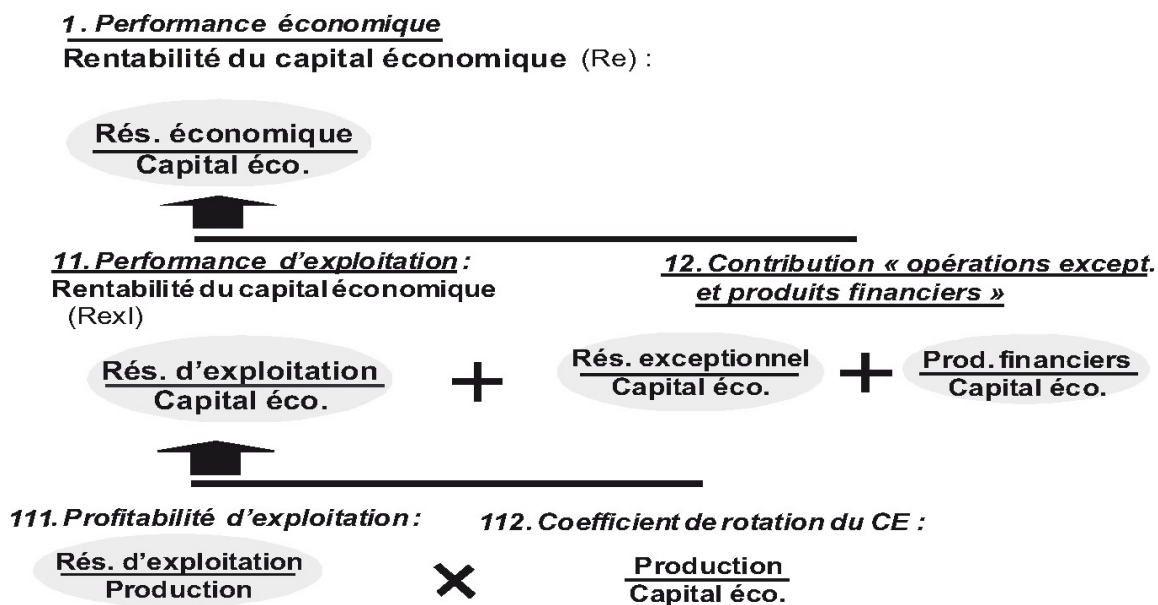 1. Performance économique
Rentabilité du capital économique (Re) :
Rés. économique
Capital éco.
11. Performance d'exploitation :
Rentabilité du capital économique
(Rexl)
12. Contribution « opérations except.
et produits financiers »
Rés. d'exploitation
Capital éco.
+
Rés. exceptionnel
Capital éco.
+
Prod. financiers
Capital éco.
111. Profitabilité d'exploitation :
112. Coefficient de rotation du CE :
Rés. d'exploitation
Production
×
Production
Capital éco.